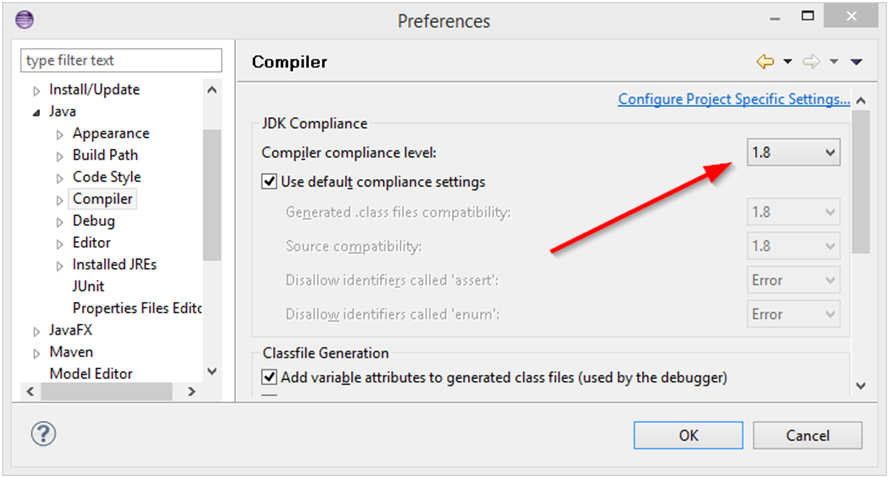 Preferences
type filter text
Install/Update
Java
Appearance
Build Path
Code Style
Compiler
Debug
Editor
Installed JREs
JUnit
Properties Files Edito
JavaFX
Maven
Model Editor
Compiler
Configure Project Specific Settings...
JDK Compliance
Compiler compliance level: 1.8
Use default compliance settings
Generated .class files compatibility: 1.8
Source compatibility: 1.8
Disallow identifiers called 'assert': Error
Disallow identifiers called 'enum': Error
Classfile Generation
Add variable attributes to generated class files (used by the debugger)
?
OK Cancel